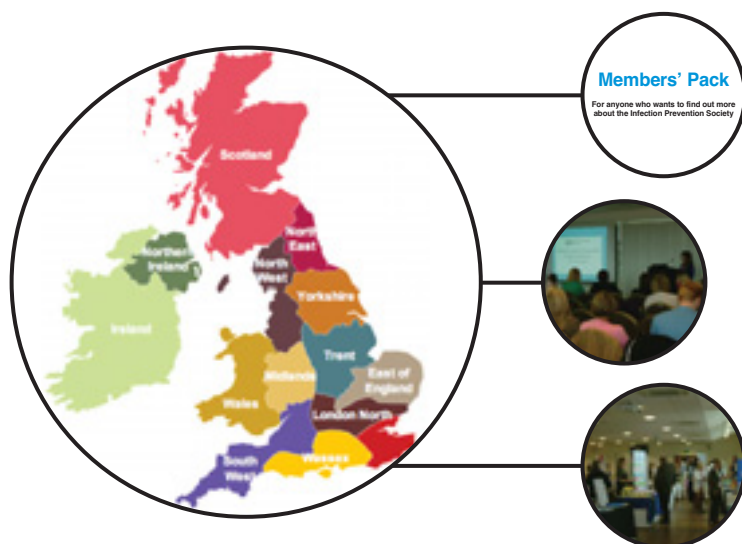 Members' Pack
For anyone who wants to find out more
about the Infection Prevention Society
Scotland
North
East
Northern
Ireland
North
West
Yorkshire
Ireland
Trent
Midlands
East of
England
Wales
London North
South
West
Wessex